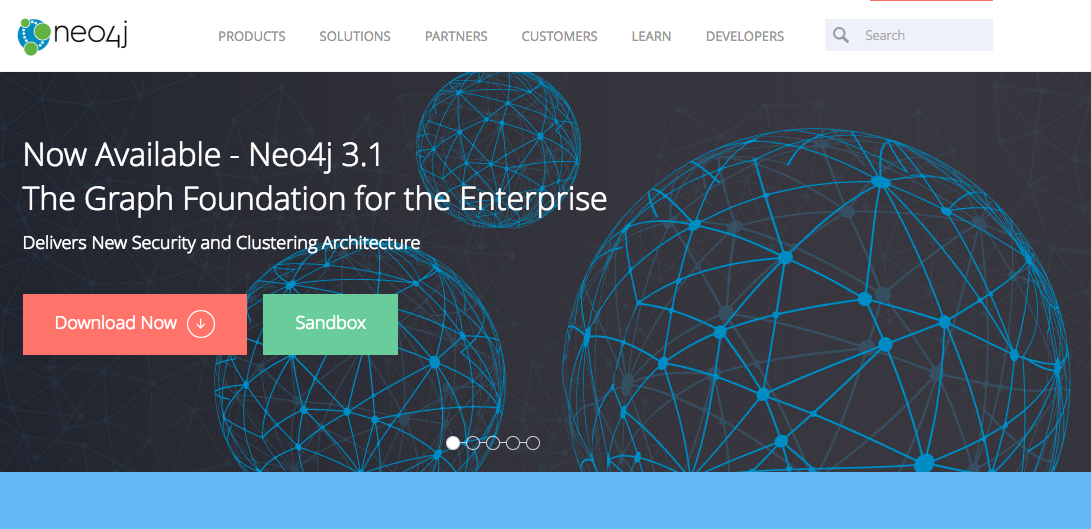 neo4j
PRODUCTS
SOLUTIONS
PARTNERS
CUSTOMERS
LEARN
DEVELOPERS
Search
Now Available - Neo4j 3.1
The Graph Foundation for the Enterprise
Delivers New Security and Clustering Architecture
Download Now
Sandbox